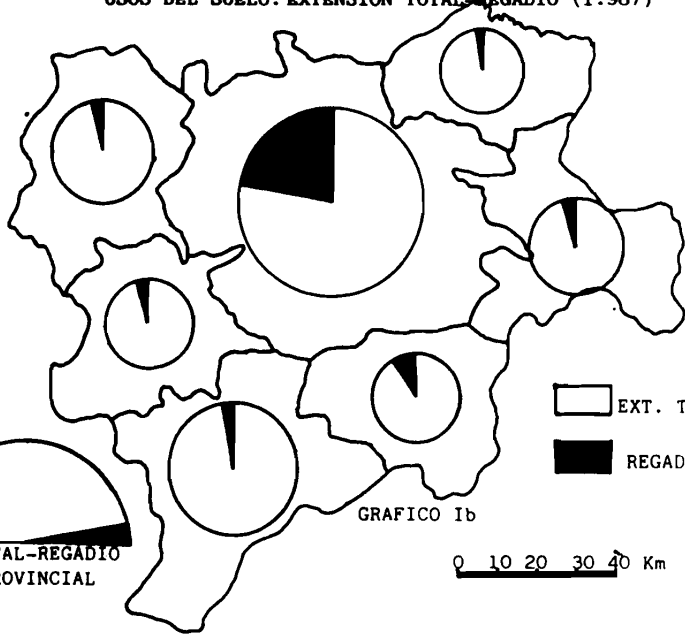 USOS DEL SUELO. EXTENSION TOTAL-REGADIO (1.987)
EXT. T
REGAD
GRAFICO Ib
AL-REGADIO
OVINCIAL
0 10 20 30 40 Km